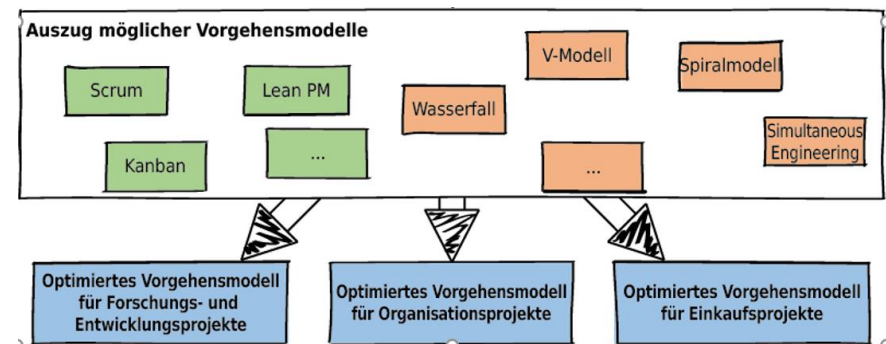 Auszug möglicher Vorgehensmodelle
Scrum
Lean PM
Wasserfall
V-Modell
Spiralmodell
Kanban
...
...
Simultaneous
Engineering
Optimiertes Vorgehensmodell
für Forschungs- und
Entwicklungsprojekte
Optimiertes Vorgehensmodell
für Organisationsprojekte
Optimiertes Vorgehensmodell
für Einkaufsprojekte